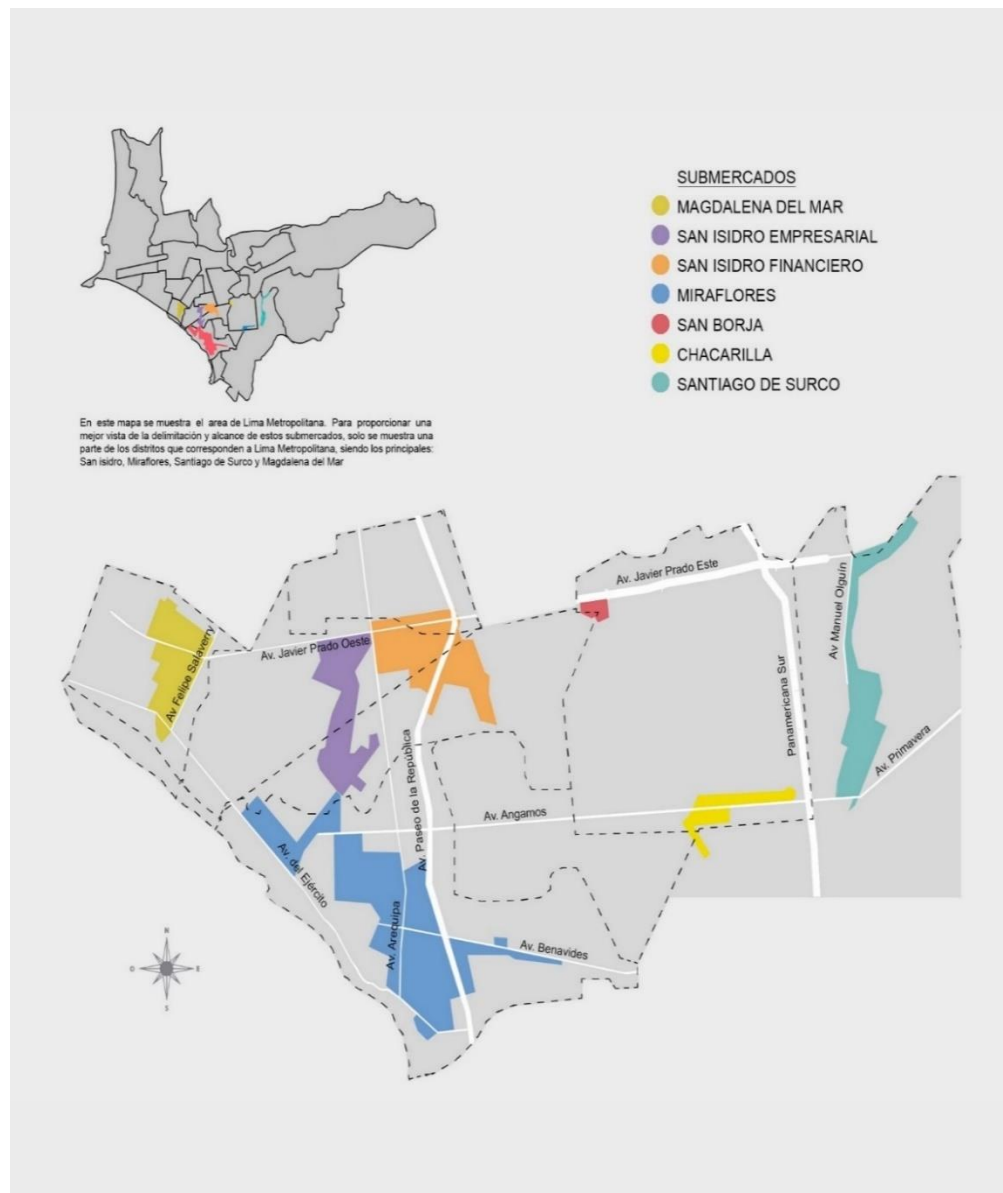 SUBMERCADOS
MAGDALENA DEL MAR
SAN ISIDRO EMPRESARIAL
SAN ISIDRO FINANCIERO
MIRAFLORES
SAN BORJA
CHACARILLA
SANTIAGO DE SURCO
En este mapa se muestra el area de Lima Metropolitana. Para proporcionar una
mejor vista de la delimitación y alcance de estos submercados, solo se muestra una
parte de los distritos que corresponden a Lima Metropolitana, siendo los principales:
San isidro, Miraflores, Santiago de Surco y Magdalena del Mar
Av. Javier Prado Este
Av Manuel Olguín
Av. Javier Prado Oeste
Av Felipe Salaverry
Panamericana Sur
Av. Primavera
Av. Paseo de la República
Av. Angamos
Av. del Ejército
Av. Arequipa
Av. Benavides
N
O
E
S